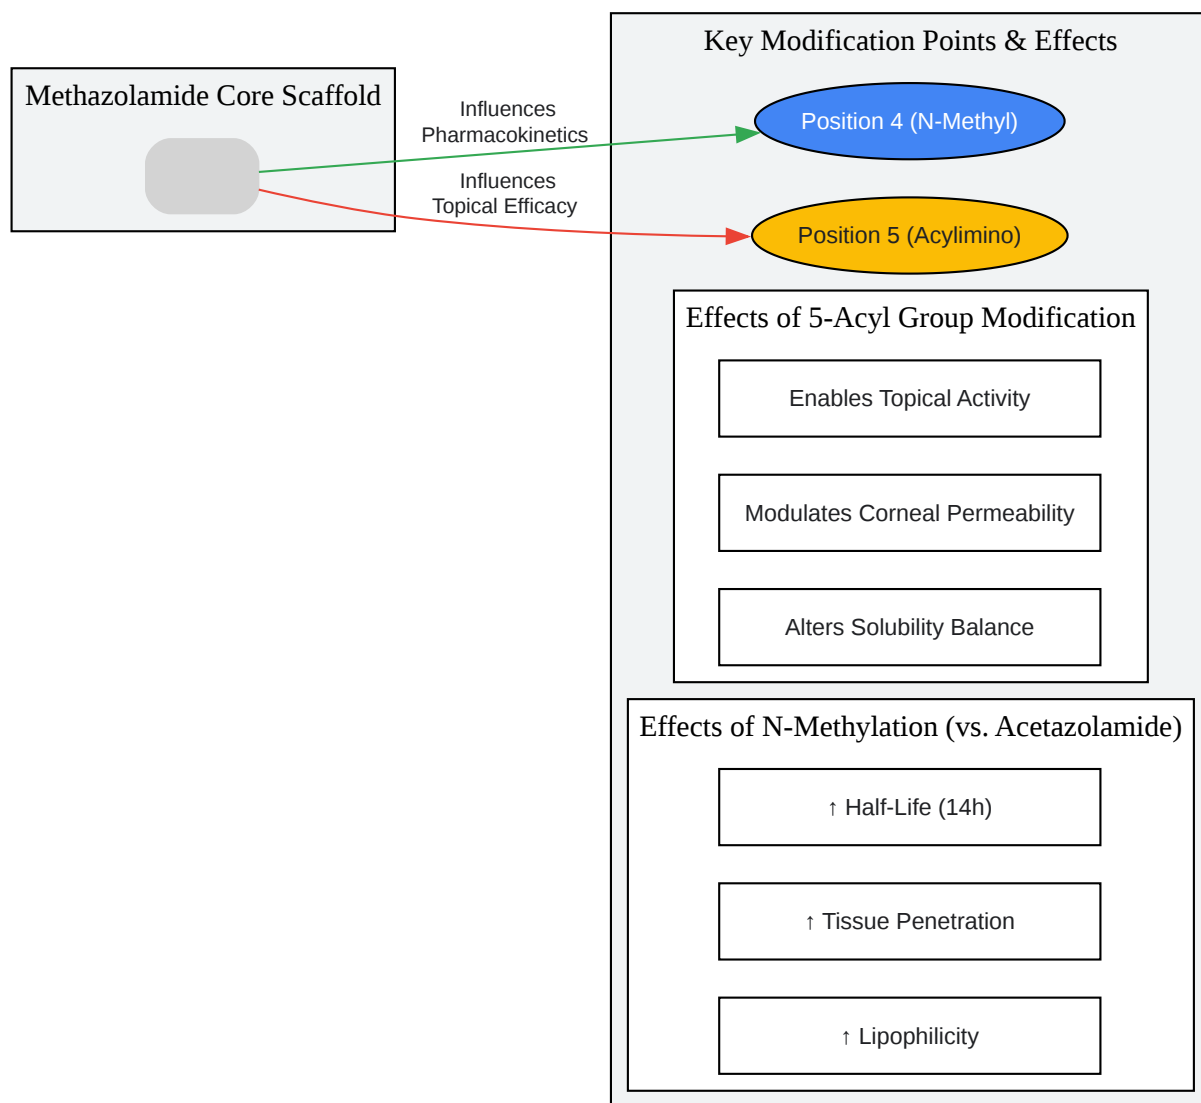 Key Modification Points & Effects
Methazolamide Core Scaffold
Influences
Pharmacokinetics
Position 4 (N-Methyl)
Influences
Topical Efficacy
Position 5 (Acylimino)
Effects of 5-Acyl Group Modification
Enables Topical Activity
Modulates Corneal Permeability
Alters Solubility Balance
Effects of N-Methylation (vs. Acetazolamide)
↑ Half-Life (14h)
↑ Tissue Penetration
↑ Lipophilicity